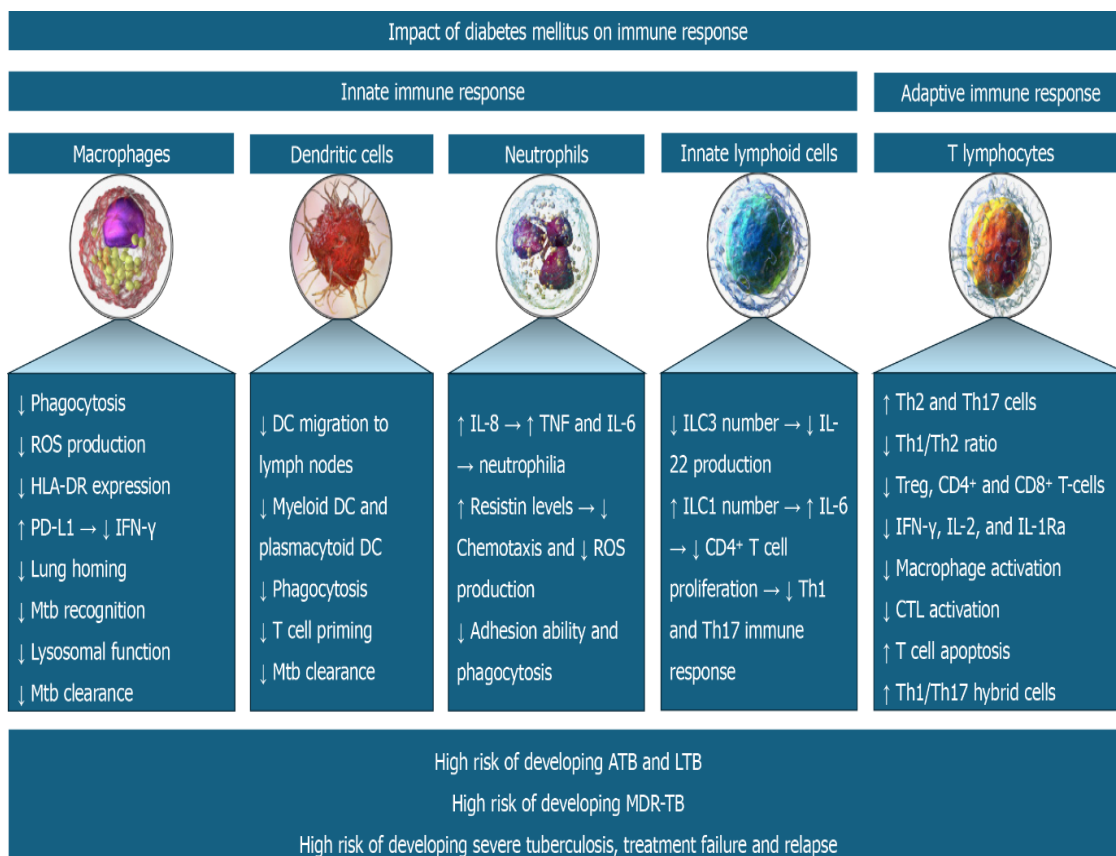 Impact of diabetes mellitus on immune response
Innate immune response
Adaptive immune response
Macrophages
Dendritic cells
Neutrophils
Innate lymphoid cells
T lymphocytes
↓ Phagocytosis
↓ ROS production
↓ HLA-DR expression
↑ PD-L1 → ↓ IFN-γ
↓ Lung homing
↓ Mtb recognition
↓ Lysosomal function
↓ Mtb clearance
↓ DC migration to
lymph nodes
↓ Myeloid DC and
plasmacytoid DC
↓ Phagocytosis
↓ T cell priming
↓ Mtb clearance
↑ IL-8 → ↑ TNF and IL-6
→ neutrophilia
↑ Resistin levels → ↓
Chemotaxis and ↓ ROS
production
↓ Adhesion ability and
phagocytosis
↓ ILC3 number → ↓ IL-
22 production
↑ ILC1 number → ↑ IL-6
→ ↓ CD4⁺ T cell
proliferation → ↓ Th1
and Th17 immune
response
↑ Th2 and Th17 cells
↓ Th1/Th2 ratio
↓ Treg, CD4⁺ and CD8⁺ T-cells
↓ IFN-γ, IL-2, and IL-1Ra
↓ Macrophage activation
↓ CTL activation
↑ T cell apoptosis
↑ Th1/Th17 hybrid cells
High risk of developing ATB and LTB
High risk of developing MDR-TB
High risk of developing severe tuberculosis, treatment failure and relapse